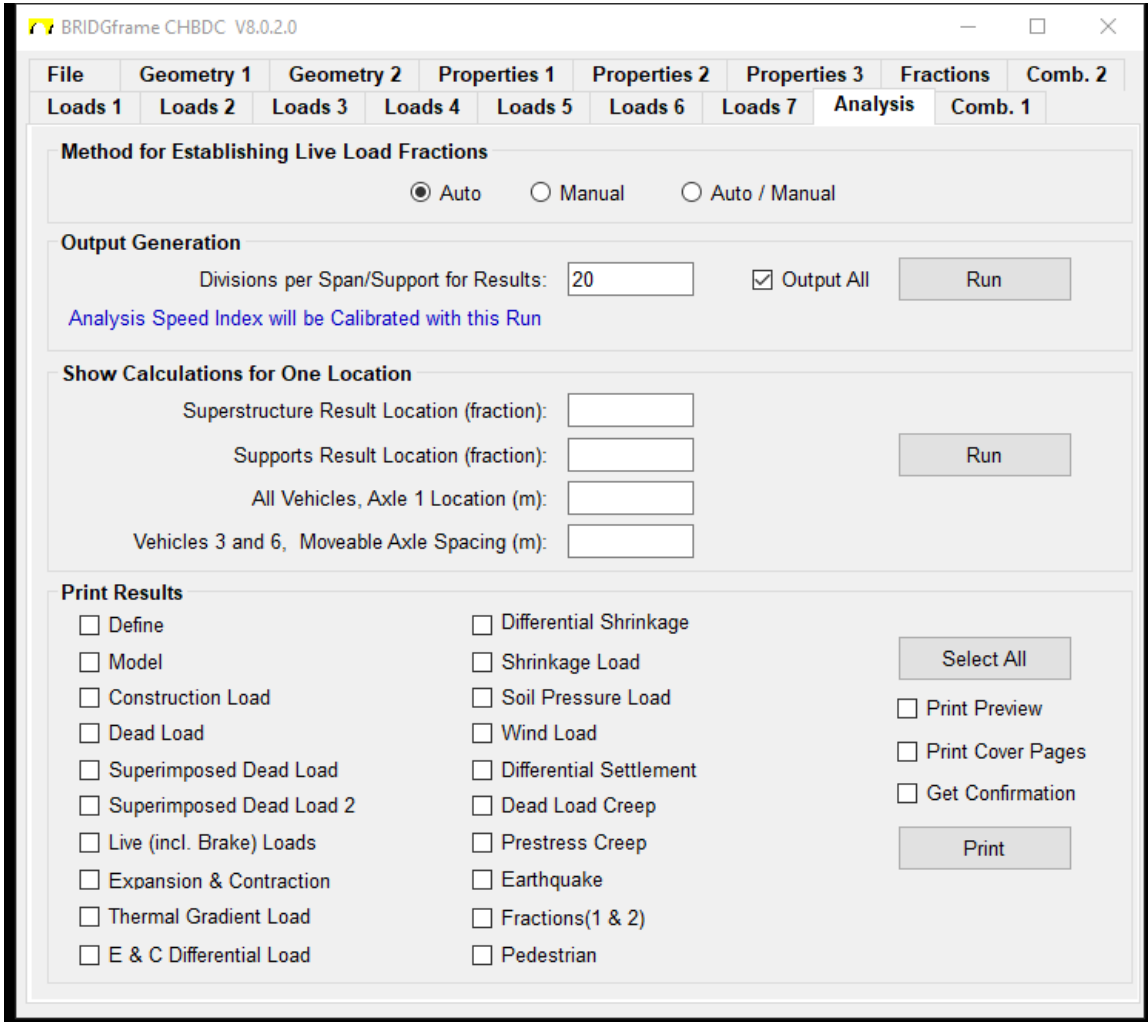 BRIDGframe CHBDC V8.0.2.0
File Geometry 1 Geometry 2 Properties 1 Properties 2 Properties 3 Fractions Comb. 2
Loads 1 Loads 2 Loads 3 Loads 4 Loads 5 Loads 6 Loads 7 Analysis Comb. 1
Method for Establishing Live Load Fractions
Auto Manual Auto / Manual
Output Generation
Divisions per Span/Support for Results: 20 Output All Run
Analysis Speed Index will be Calibrated with this Run
Show Calculations for One Location
Superstructure Result Location (fraction):
Supports Result Location (fraction): Run
All Vehicles, Axle 1 Location (m):
Vehicles 3 and 6, Moveable Axle Spacing (m):
Print Results
Define
Model
Construction Load
Dead Load
Superimposed Dead Load
Superimposed Dead Load 2
Live (incl. Brake) Loads
Expansion & Contraction
Thermal Gradient Load
E & C Differential Load
Differential Shrinkage
Shrinkage Load
Soil Pressure Load
Wind Load
Differential Settlement
Dead Load Creep
Prestress Creep
Earthquake
Fractions(1 & 2)
Pedestrian
Select All
Print Preview
Print Cover Pages
Get Confirmation
Print